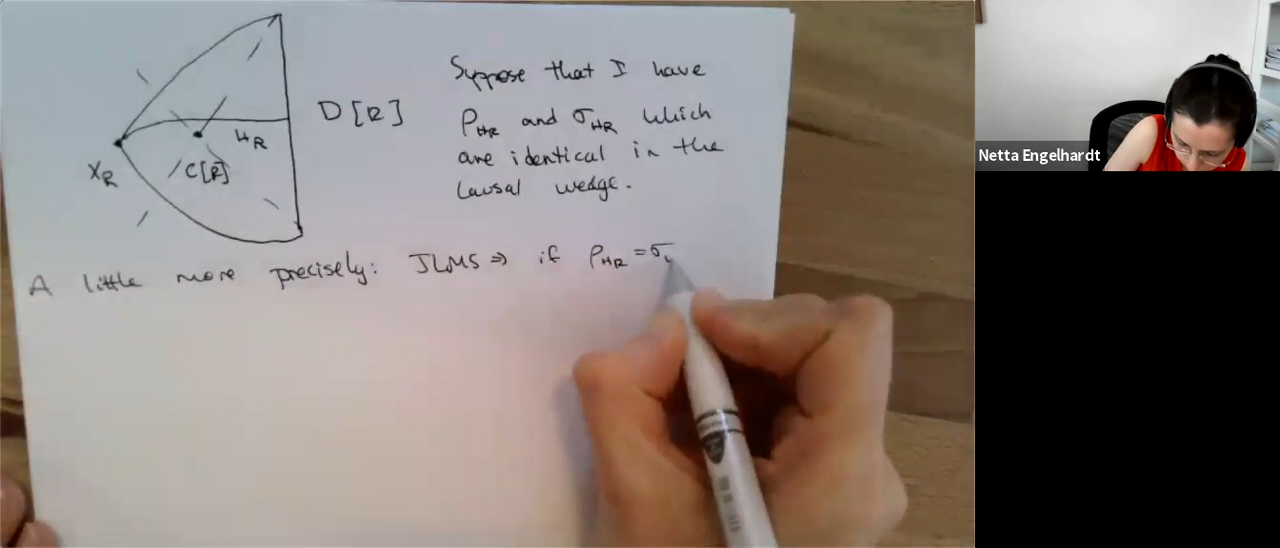 Suppose that I have
D[R]
ρ_HR and σ_HR which
H_R
are identical in the
X_R
C[R]
causal wedge.
A little more precisely: JLMS ⇒ if ρ_HR = σ
Netta Engelhardt